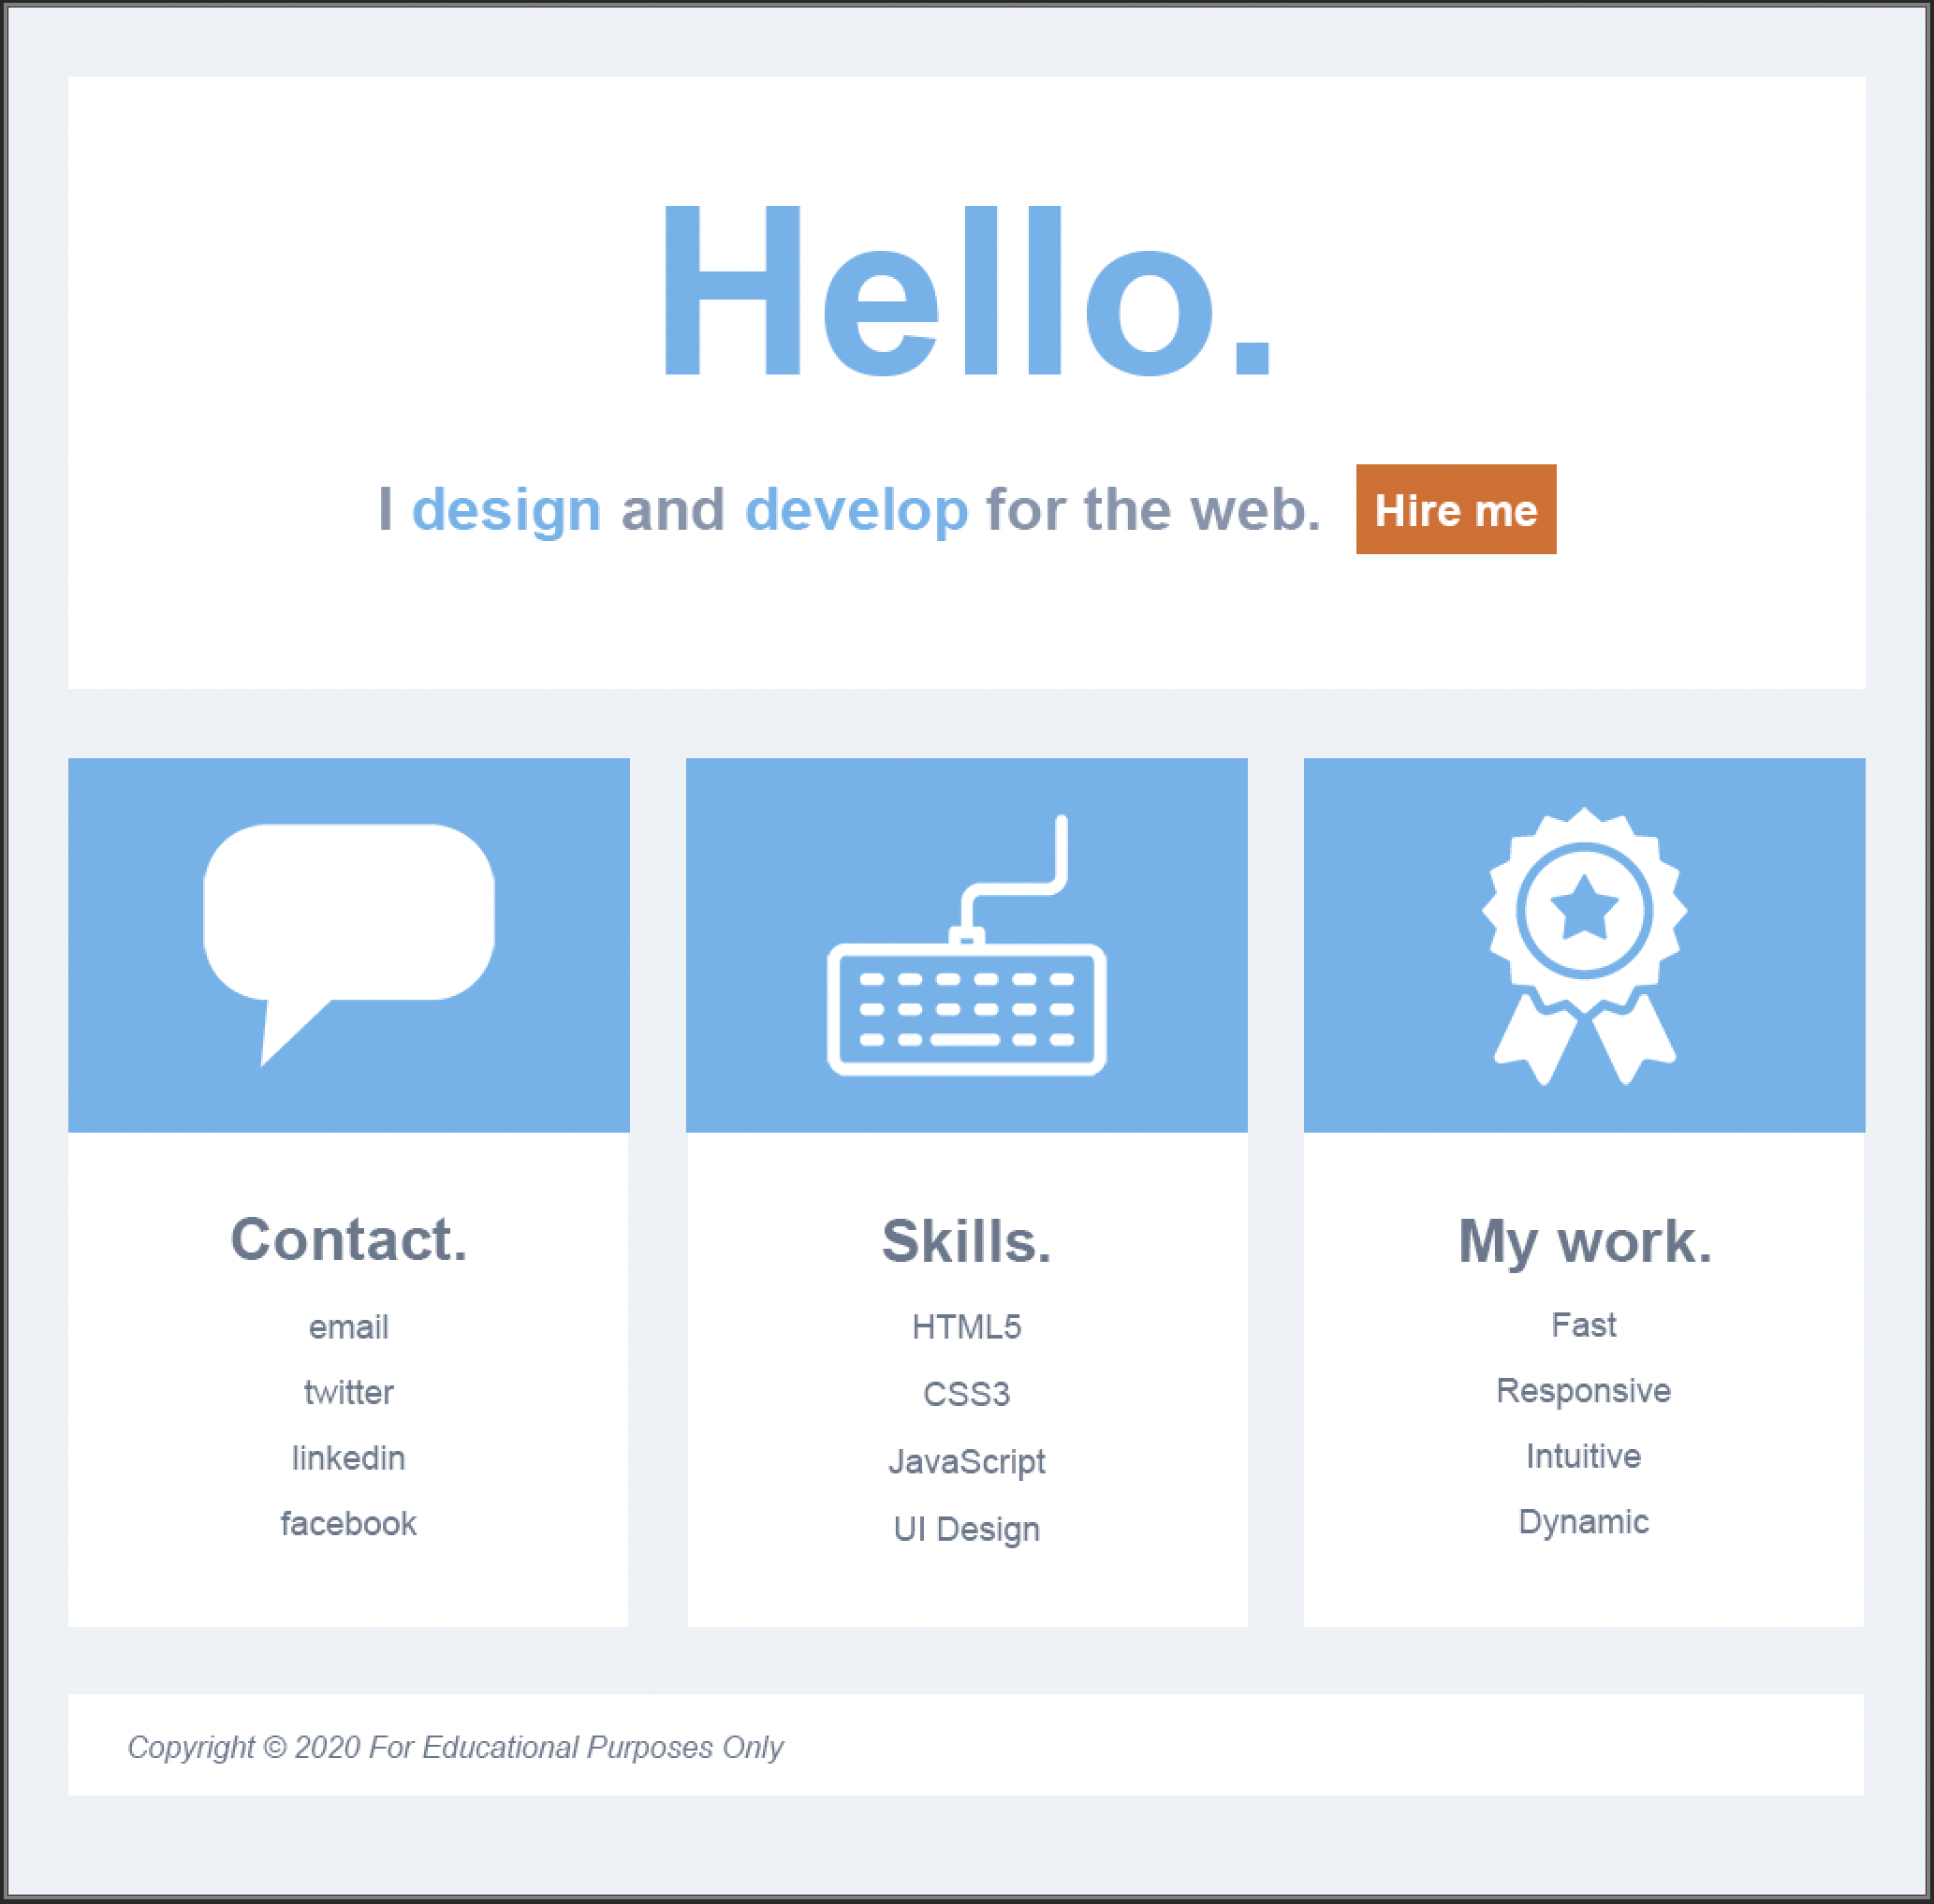 Hello.
I design and develop for the web. Hire me
Contact.
email
twitter
linkedin
facebook
Skills.
HTML5
CSS3
JavaScript
UI Design
My work.
Fast
Responsive
Intuitive
Dynamic
Copyright © 2020 For Educational Purposes Only